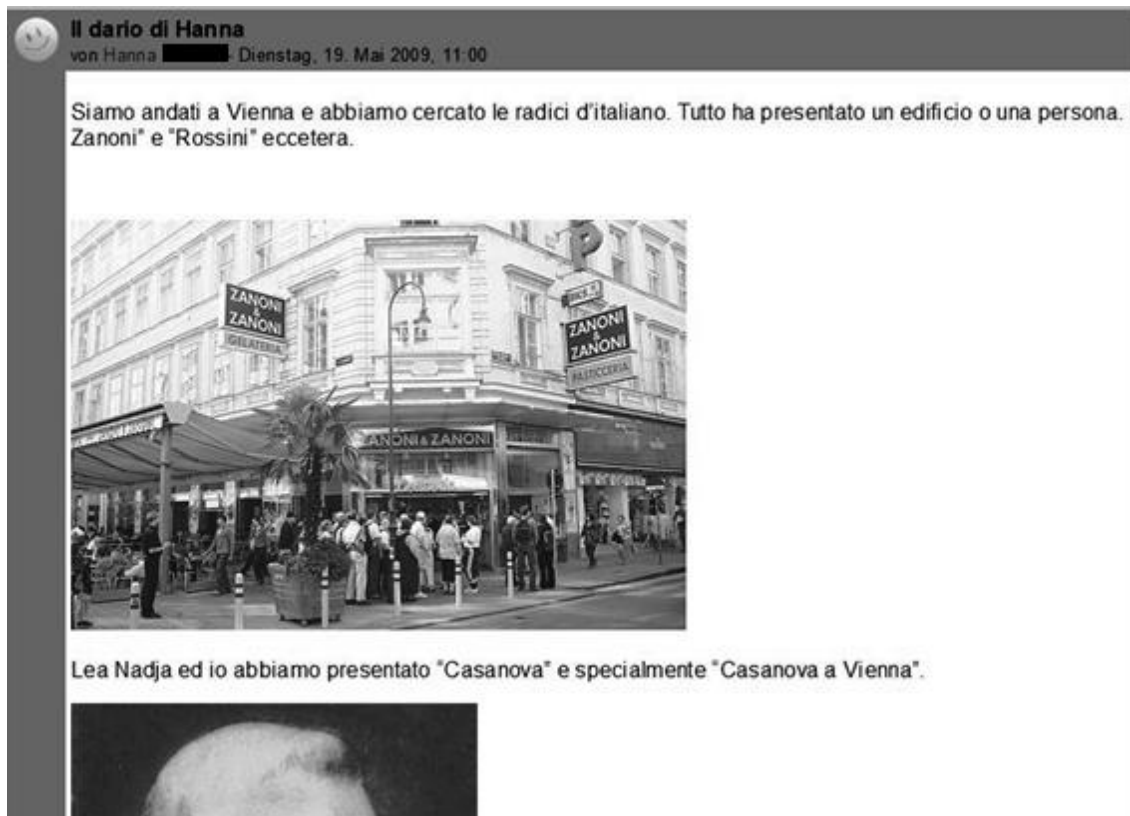 Il dario di Hanna
von Hanna - Dienstag, 19. Mai 2009, 11:00
Siamo andati a Vienna e abbiamo cercato le radici d'italiano. Tutto ha presentato un edificio o una persona.
Zanoni" e "Rossini" eccetera.
ZANONI
&
ZANONI
GELATERIA
P
ZANONI
&
ZANONI
PASTICCERIA
ZANONI & ZANONI
Lea Nadja ed io abbiamo presentato "Casanova" e specialmente "Casanova a Vienna".